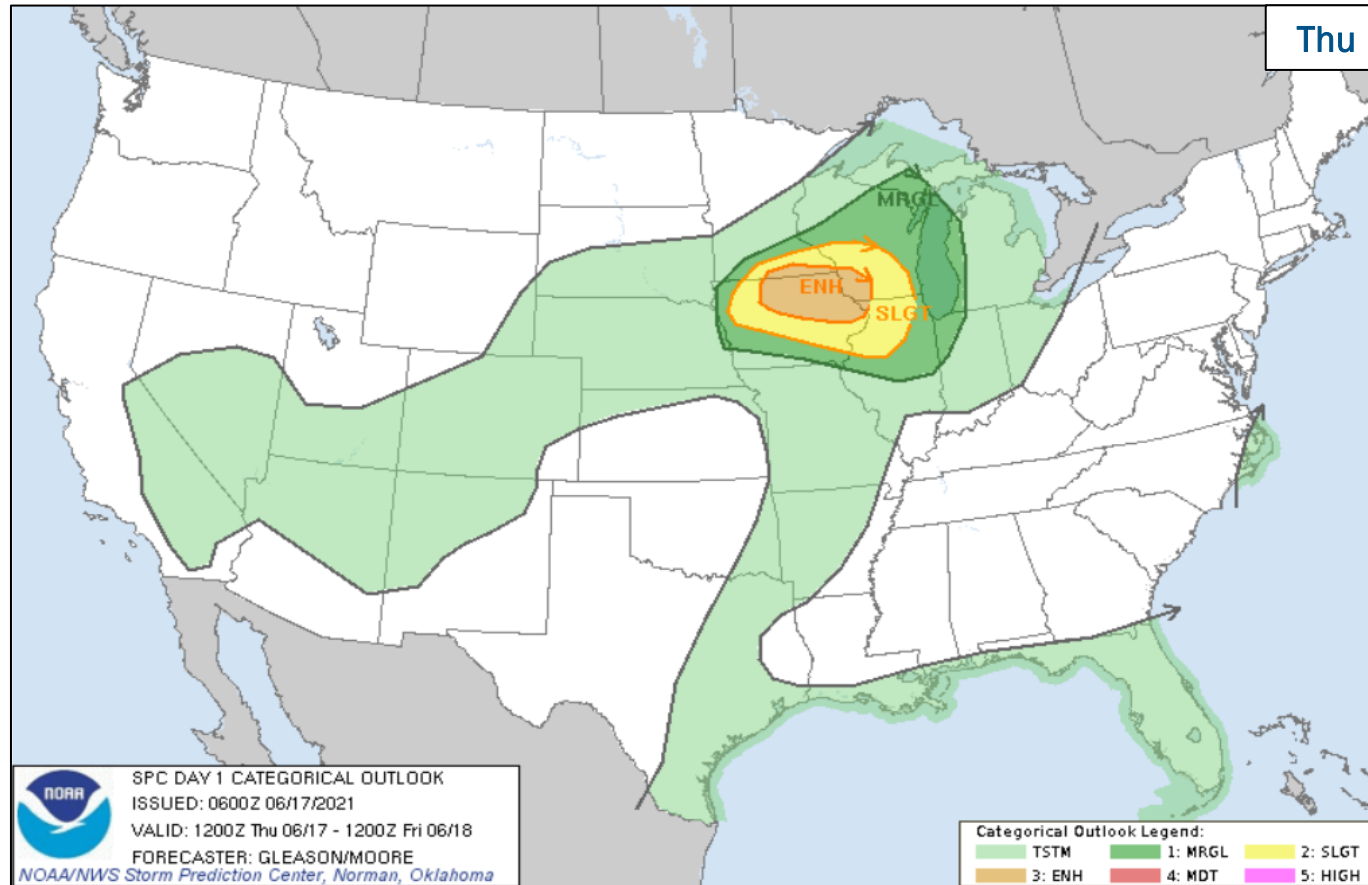 Thu
MRGL
ENH
SLGT
NOAA
SPC DAY 1 CATEGORICAL OUTLOOK
ISSUED: 0600Z 06/17/2021
VALID: 1200Z Thu 06/17 - 1200Z Fri 06/18
FORECASTER: GLEASON/MOORE
NOAA/NWS Storm Prediction Center, Norman, Oklahoma
Categorical Outlook Legend:
TSTM 1: MRGL 2: SLGT
3: ENH 4: MDT 5: HIGH